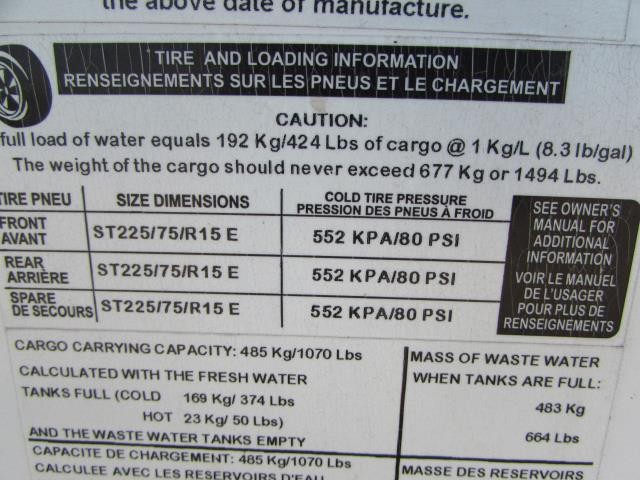 the above date of manufacture.
TIRE AND LOADING INFORMATION
RENSEIGNEMENTS SUR LES PNEUS ET LE CHARGEMENT
CAUTION:
full load of water equals 192 Kg/424 Lbs of cargo @ 1 Kg/L (8.3 lb/gal)
The weight of the cargo should never exceed 677 Kg or 1494 Lbs.
TIRE PNEU SIZE DIMENSIONS COLD TIRE PRESSURE
PRESSION DES PNEUS À FROID
FRONT
AVANT ST225/75/R15 E 552 KPA/80 PSI
REAR
ARRIÈRE ST225/75/R15 E 552 KPA/80 PSI
SPARE
DE SECOURS ST225/75/R15 E 552 KPA/80 PSI
SEE OWNER'S
MANUAL FOR
ADDITIONAL
INFORMATION
VOIR LE MANUEL
DE L'USAGER
POUR PLUS DE
RENSEIGNEMENTS
CARGO CARRYING CAPACITY: 485 Kg/1070 Lbs
CALCULATED WITH THE FRESH WATER
TANKS FULL (COLD 169 Kg/ 374 Lbs
HOT 23 Kg/ 50 Lbs)
AND THE WASTE WATER TANKS EMPTY
CAPACITE DE CHARGEMENT: 485 Kg/1070 Lbs
CALCULEE AVEC LES RESERVOIRS D'EAU
MASS OF WASTE WATER
WHEN TANKS ARE FULL:
483 Kg
664 Lbs
MASSE DES RESERVOIRS